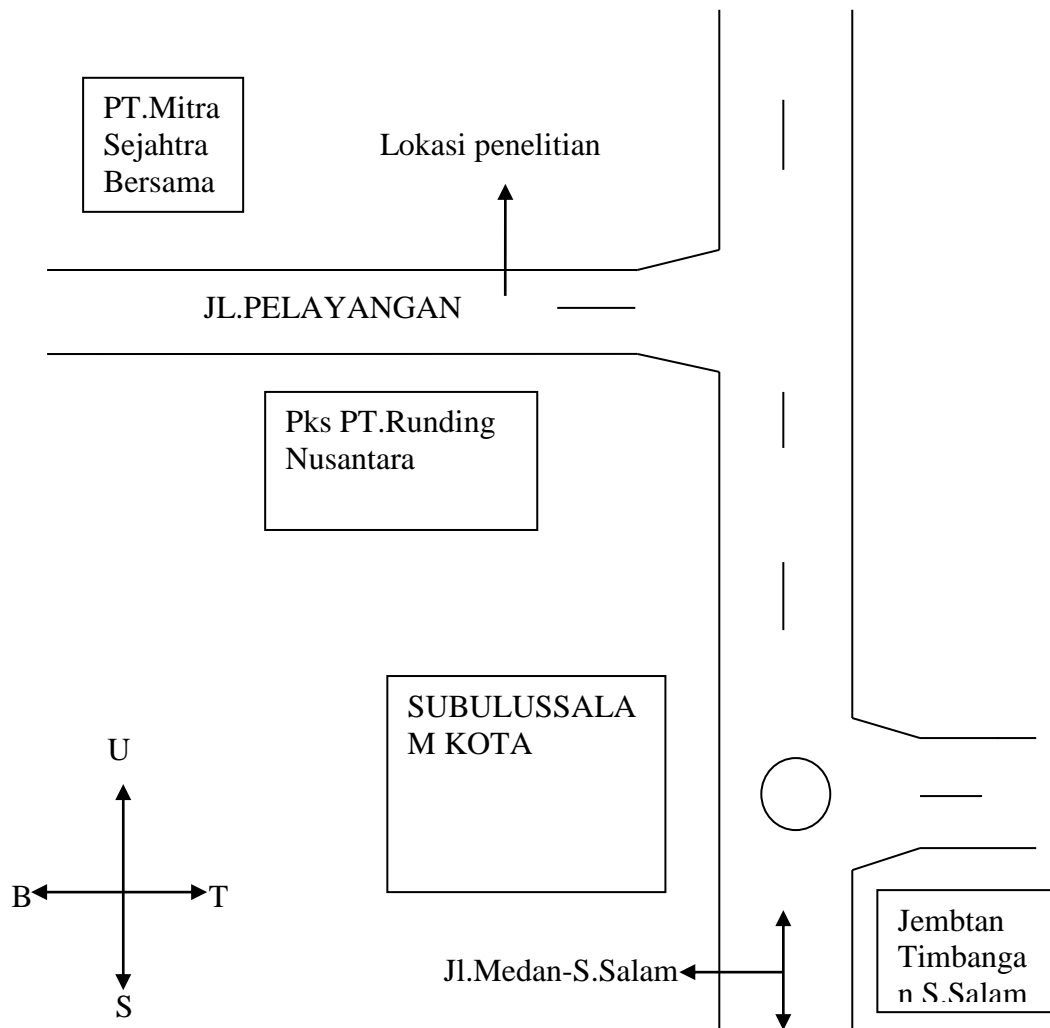 PT.Mitra
Sejahtra
Bersama
Lokasi penelitian
JL.PELAYANGAN
Pks PT.Runding
Nusantara
SUBULUSSALA
M KOTA
U
B
T
S
Jl.Medan-S.Salam
Jembtan
Timbanga
n S.Salam